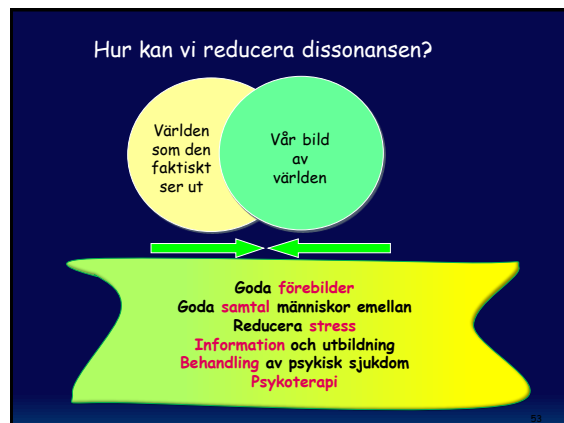 Hur kan vi reducera dissonansen?
Världen
som den
faktiskt
ser ut
Vår bild
av
världen
Goda förebilder
Goda samtal människor emellan
Reducera stress
Information och utbildning
Behandling av psykisk sjukdom
Psykoterapi
53